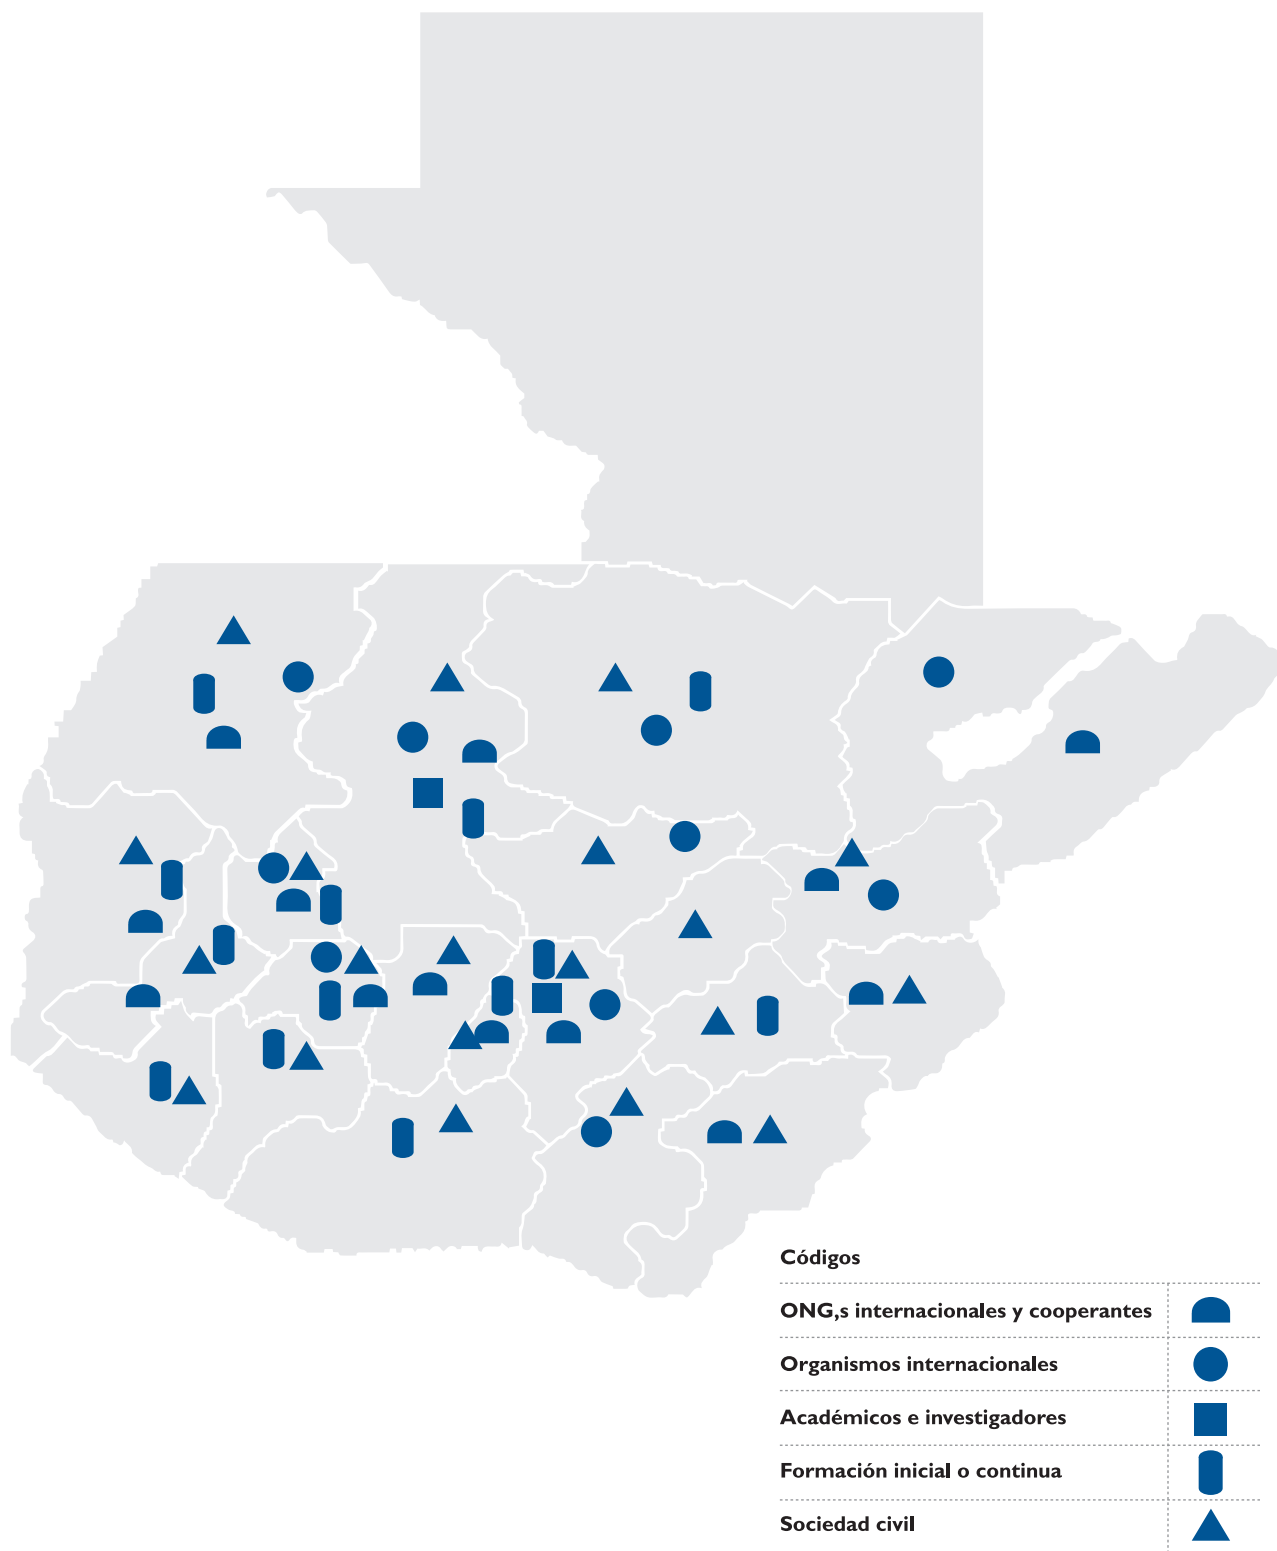 Códigos
ONG,s internacionales y cooperantes
Organismos internacionales
Académicos e investigadores
Formación inicial o continua
Sociedad civil